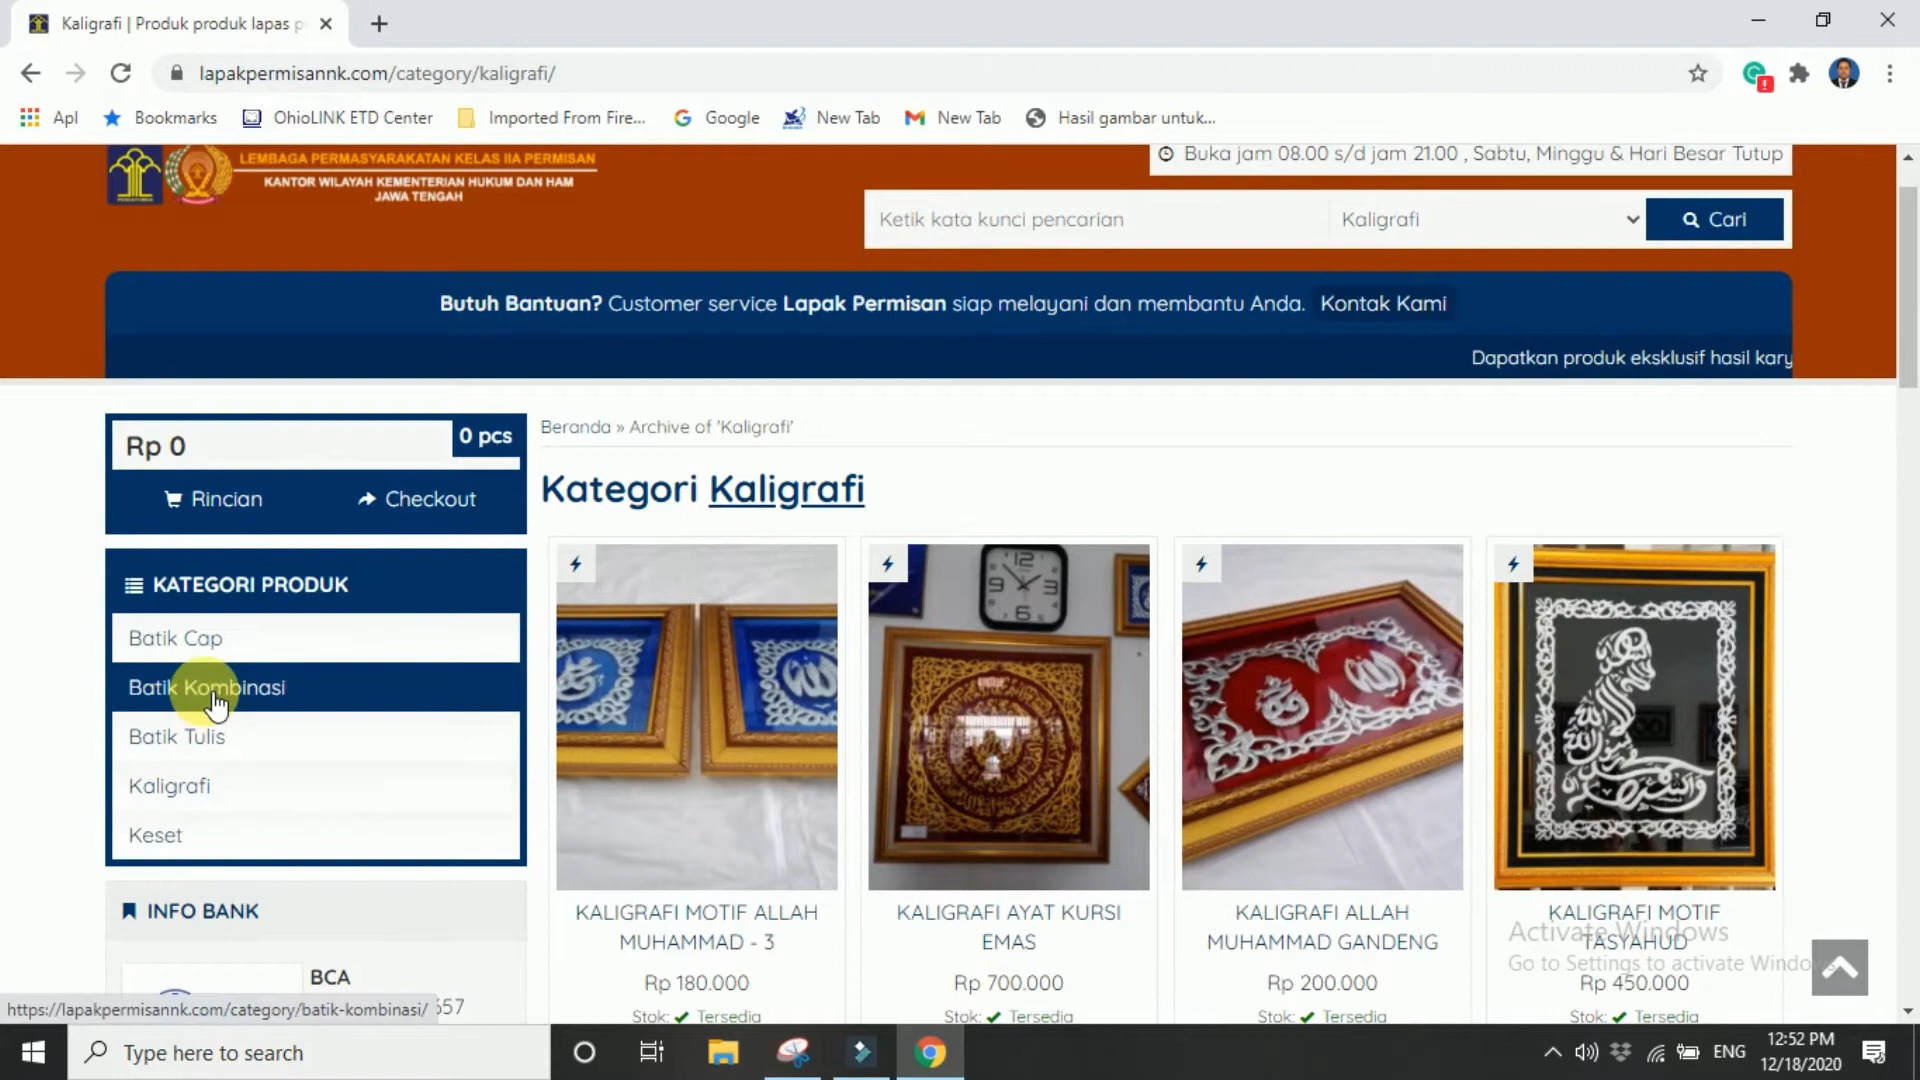 Kaligrafi | Produk produk lapas p
lapakpermisannk.com/category/kaligrafi/
Apl
Bookmarks
OhioLINK ETD Center
Imported From Fire...
Google
New Tab
New Tab
Hasil gambar untuk...
LEMBAGA PERMASYARAKATAN KELAS IIA PERMISAN
KANTOR WILAYAH KEMENTERIAN HUKUM DAN HAM
JAWA TENGAH
Buka jam 08.00 s/d jam 21.00 , Sabtu, Minggu & Hari Besar Tutup
Ketik kata kunci pencarian
Kaligrafi
Cari
Butuh Bantuan? Customer service Lapak Permisan siap melayani dan membantu Anda. Kontak Kami
Dapatkan produk eksklusif hasil kary
Rp 0
0 pcs
Rincian
Checkout
KATEGORI PRODUK
Batik Cap
Batik Kombinasi
Batik Tulis
Kaligrafi
Keset
INFO BANK
BCA
657
Beranda » Archive of 'Kaligrafi'
Kategori Kaligrafi
KALIGRAFI MOTIF ALLAH
MUHAMMAD - 3
Rp 180.000
Stok: ✔ Tersedia
KALIGRAFI AYAT KURSI
EMAS
Rp 700.000
Stok: ✔ Tersedia
KALIGRAFI ALLAH
MUHAMMAD GANDENG
Rp 200.000
Stok: ✔ Tersedia
KALIGRAFI MOTIF
TASYAHUD
Rp 450.000
Stok: ✔ Tersedia
Activate Windows
Go to Settings to activate Windo
https://lapakpermisannk.com/category/batik-kombinasi/
Type here to search
ENG
12:52 PM
12/18/2020